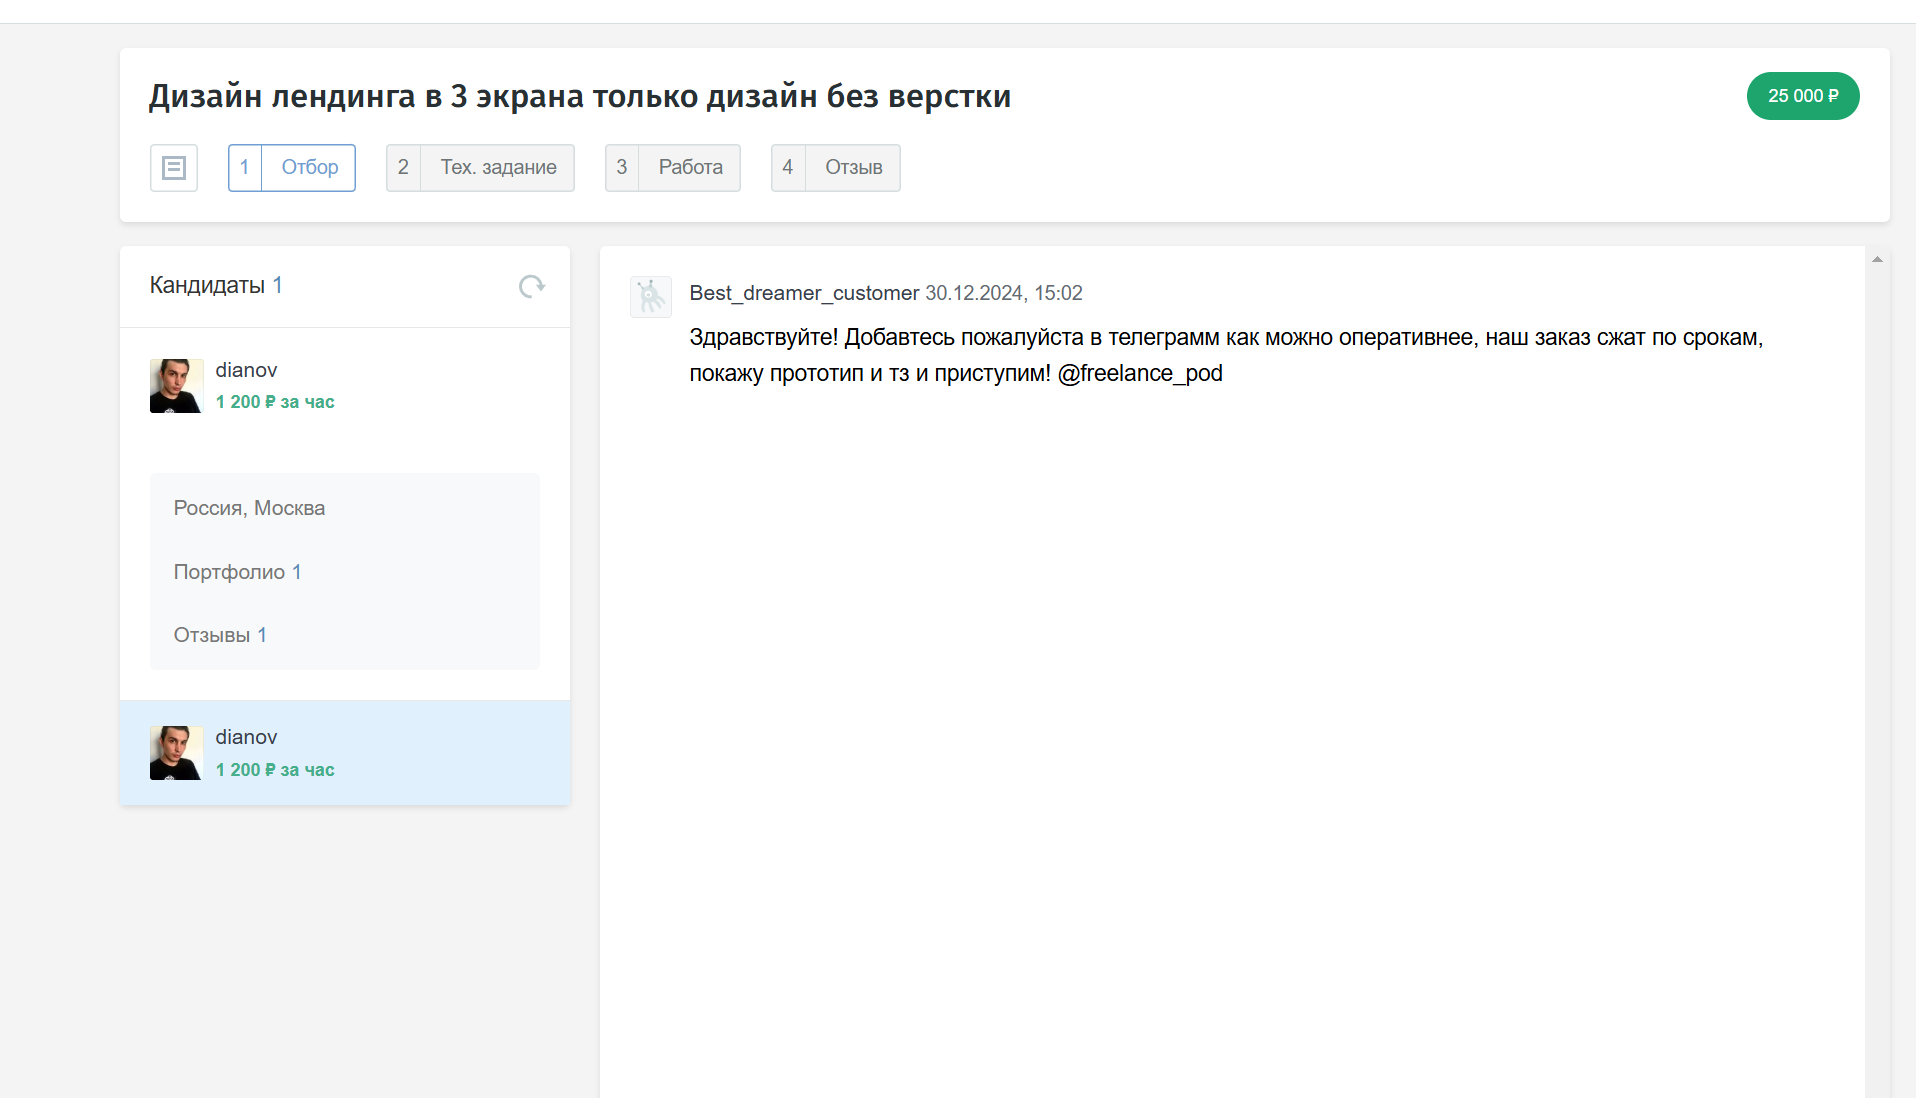 Дизайн лендинга в 3 экрана только дизайн без верстки
25 000 ₽
1 Отбор
2 Тех. задание
3 Работа
4 Отзыв
Кандидаты 1
dianov
1 200 ₽ за час
Россия, Москва
Портфолио 1
Отзывы 1
dianov
1 200 ₽ за час
Best_dreamer_customer 30.12.2024, 15:02
Здравствуйте! Добавтесь пожалуйста в телеграмм как можно оперативнее, наш заказ сжат по срокам,
покажу прототип и тз и приступим! @freelance_pod